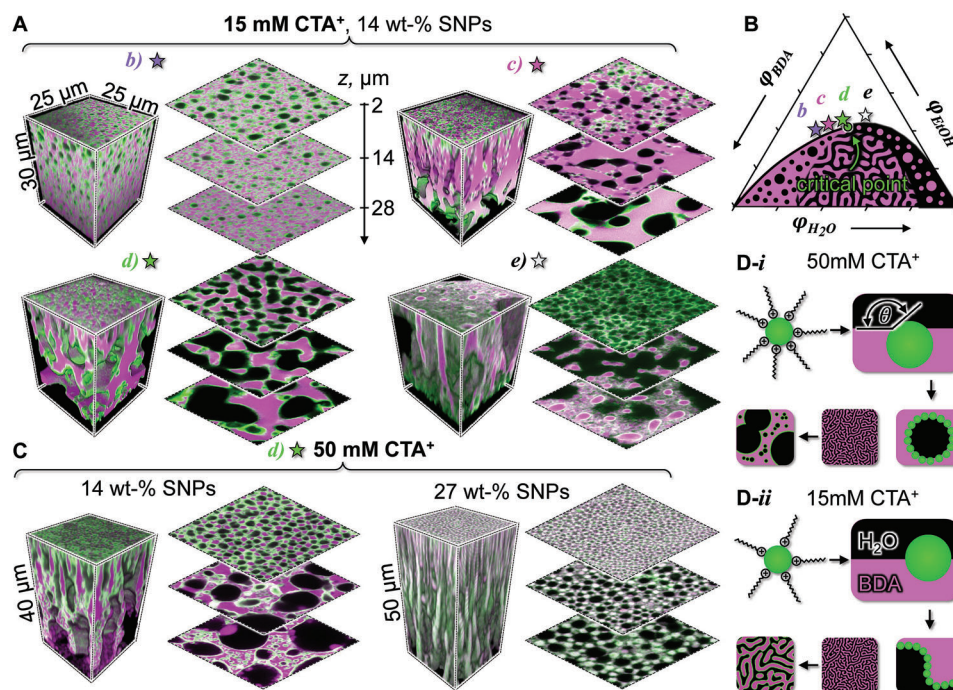 A
15 mM CTA⁺, 14 wt-% SNPs
b)
25 µm
25 µm
30 µm
z, µm
2
14
28
c)
d)
e)
B
φBDA
φEtOH
φH₂O
b
c
d
e
critical point
C
d) 50 mM CTA⁺
14 wt-% SNPs
27 wt-% SNPs
40 µm
50 µm
D-i 50mM CTA⁺
θ
D-ii 15mM CTA⁺
H₂O
BDA